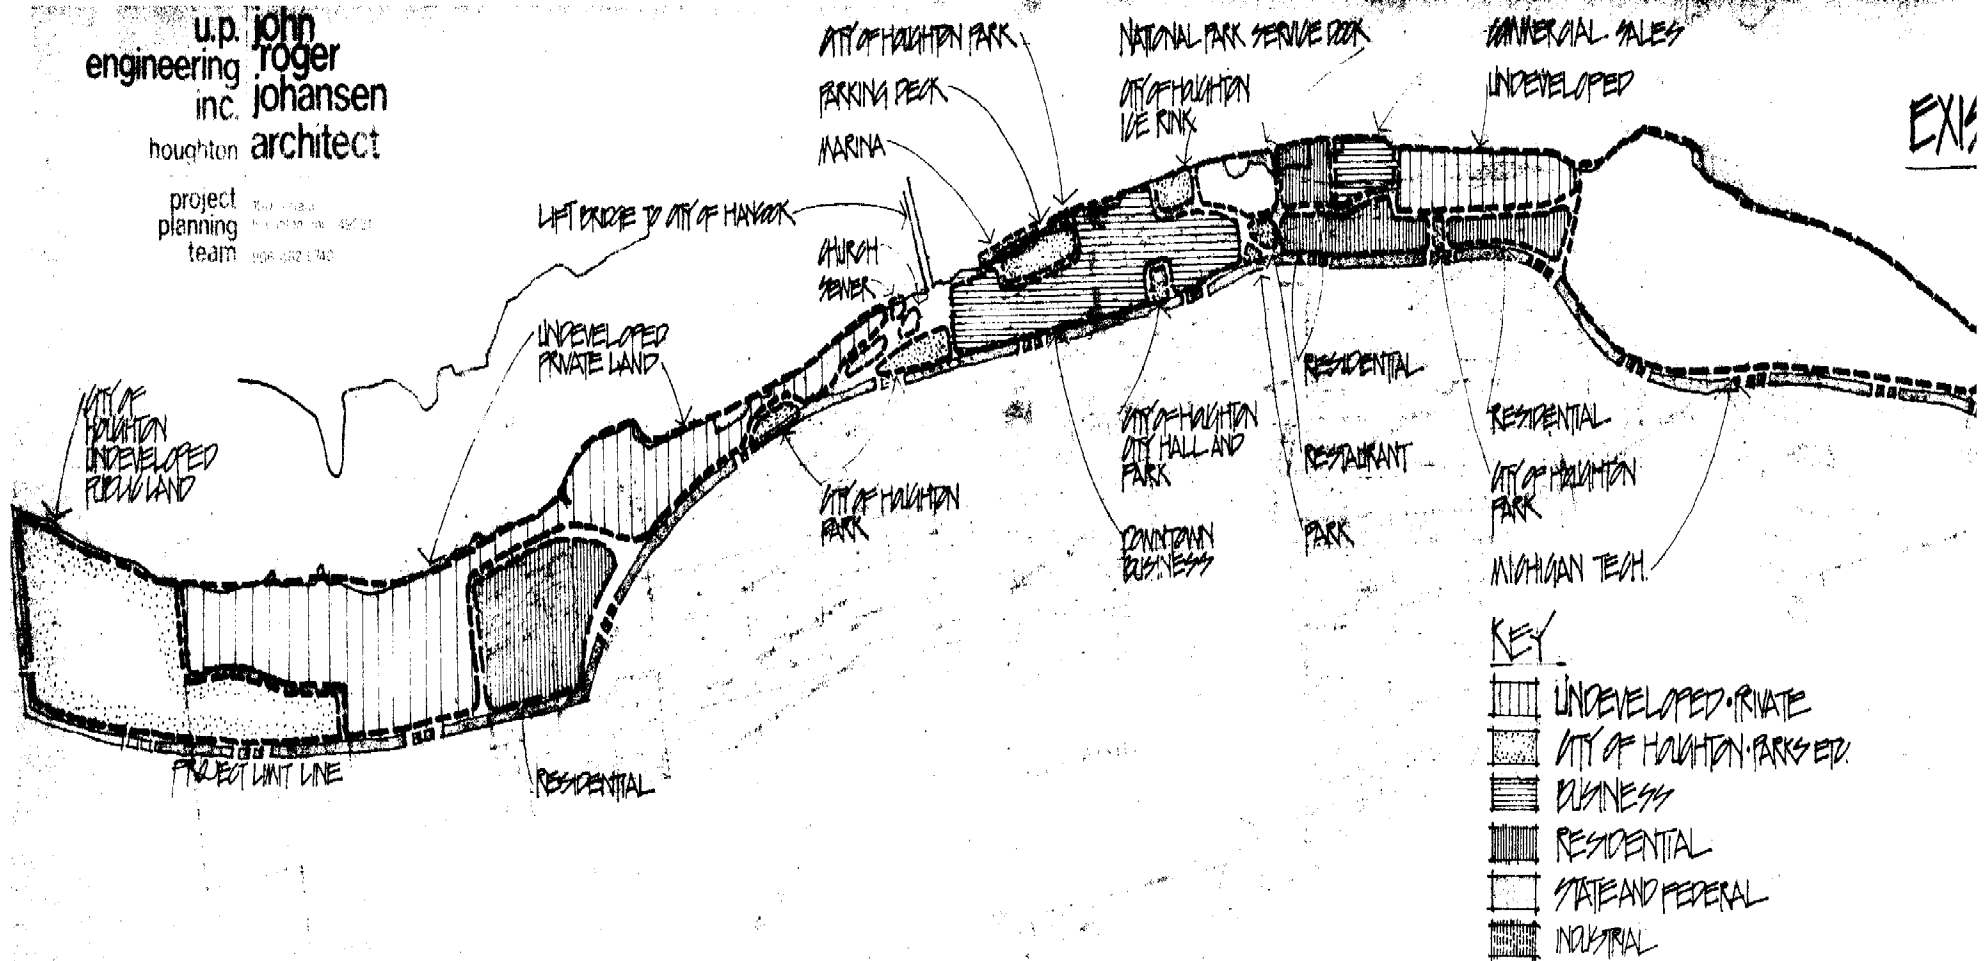 u.p.
engineering
inc.
houghton
john
roger
johansen
architect
project
planning
team
CITY OF HOUGHTON PARK
PARKING DECK
MARINA
LIFT BRIDGE TO CITY OF HANCOCK
CHURCH
SEWER
NATIONAL PARK SERVICE DOCK
CITY OF HOUGHTON
ICE RINK
COMMERCIAL · SALES
UNDEVELOPED
EXIS
UNDEVELOPED
PRIVATE LAND
CITY OF
HOUGHTON
UNDEVELOPED
PUBLIC LAND
CITY OF HOUGHTON
PARK
CITY OF HOUGHTON
CITY HALL AND
PARK
DOWNTOWN
BUSINESS
RESIDENTIAL
RESTAURANT
PARK
RESIDENTIAL
CITY OF HOUGHTON
PARK
MICHIGAN TECH.
PROJECT LIMIT LINE
RESIDENTIAL
KEY
UNDEVELOPED · PRIVATE
CITY OF HOUGHTON · PARKS ETC.
BUSINESS
RESIDENTIAL
STATE AND FEDERAL
INDUSTRIAL